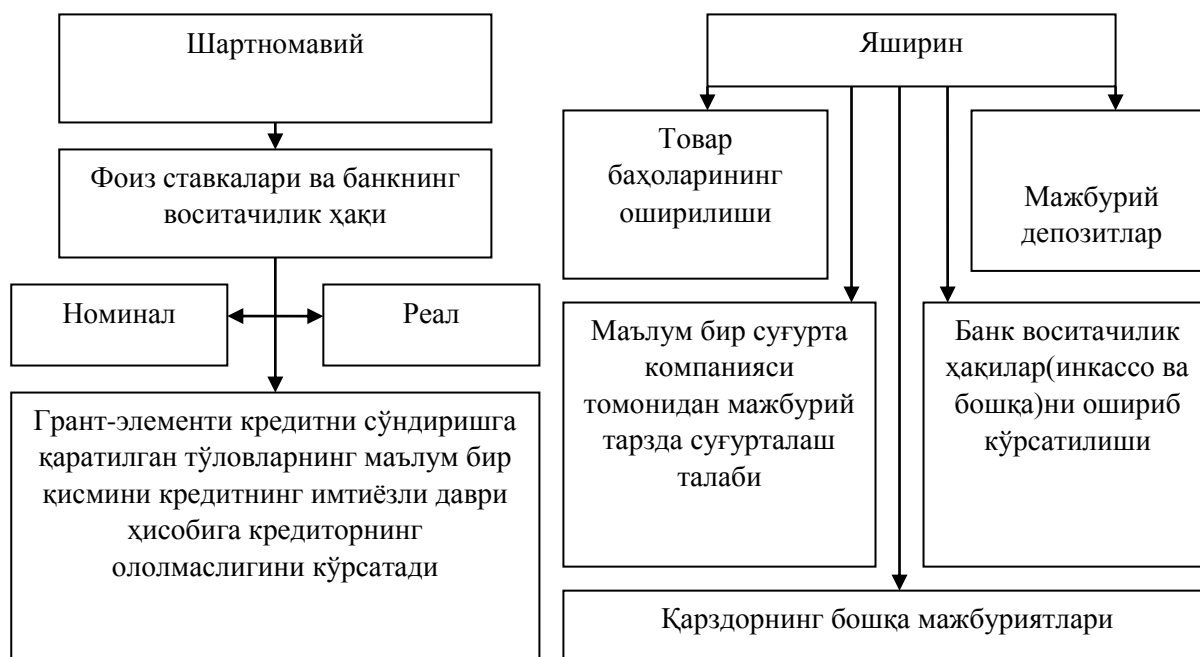 Шартномавий
Фоиз ставкалари ва банкнинг
воситачилик ҳақи
Номинал
Реал
Грант-элементи кредитни сўндиришга
қаратилган тўловларнинг маълум бир
қисмини кредитнинг имтиёзли даври
ҳисобига кредиторнинг
ололмаслигини кўрсатади
Яширин
Товар
баҳоларининг
оширилиши
Мажбурий
депозитлар
Маълум бир суғурта
компанияси
томонидан мажбурий
тарзда суғурталаш
талаби
Банк воситачилик
ҳақилар(инкассо ва
бошқа)ни ошириб
кўрсатилиши
Қарздорнинг бошқа мажбуриятлари